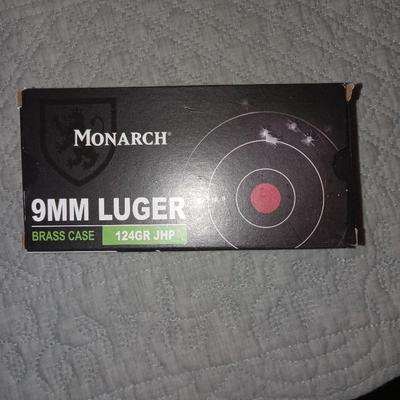 MONARCH®
9MM LUGER
BRASS CASE 124GR JHP